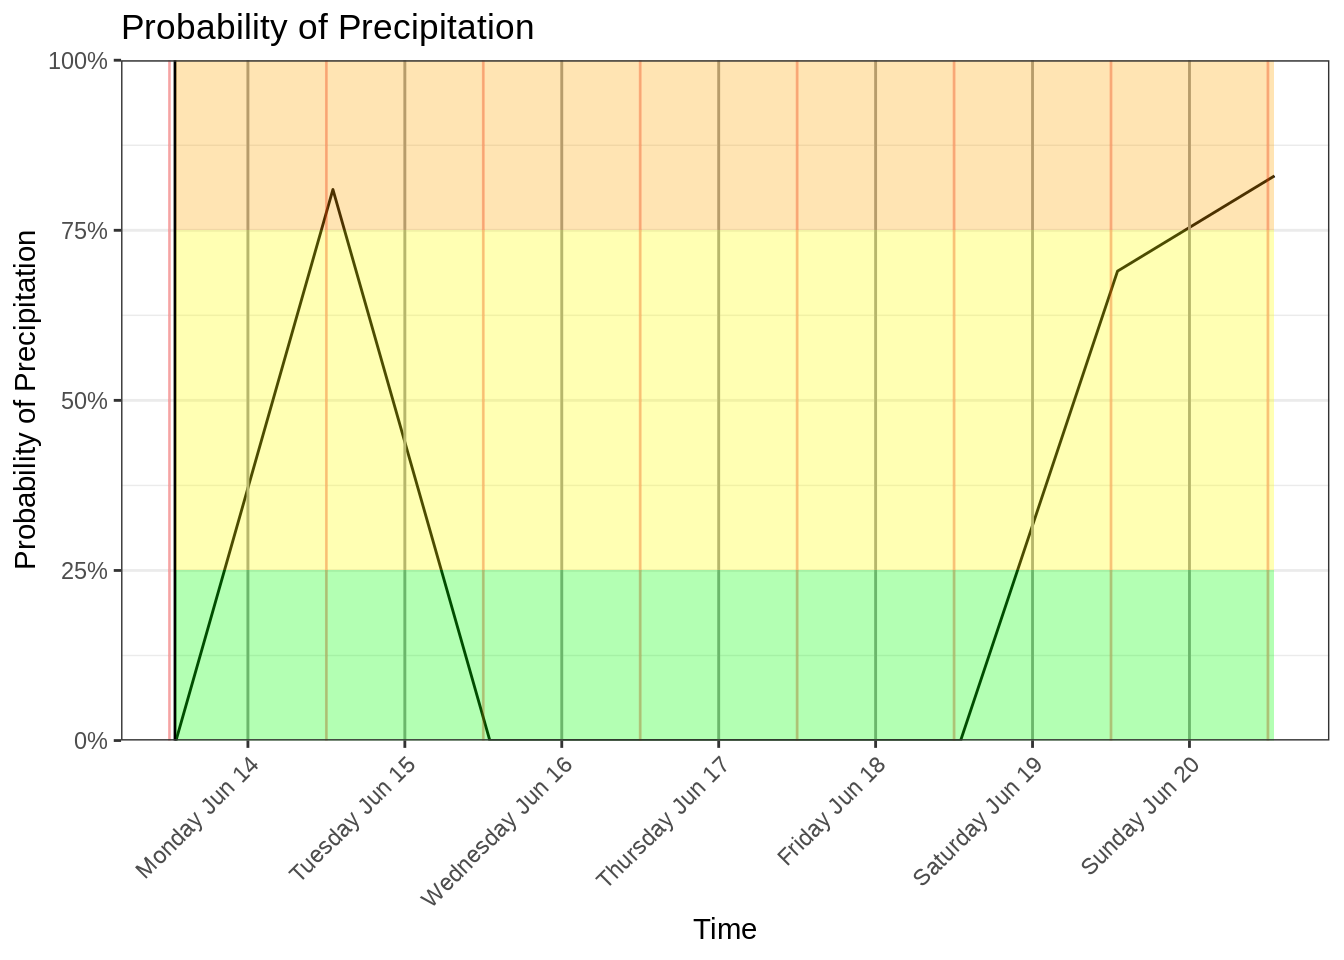 Probability of Precipitation
Probability of Precipitation
100%
75%
50%
25%
0%
Monday Jun 14
Tuesday Jun 15
Wednesday Jun 16
Thursday Jun 17
Friday Jun 18
Saturday Jun 19
Sunday Jun 20
Time